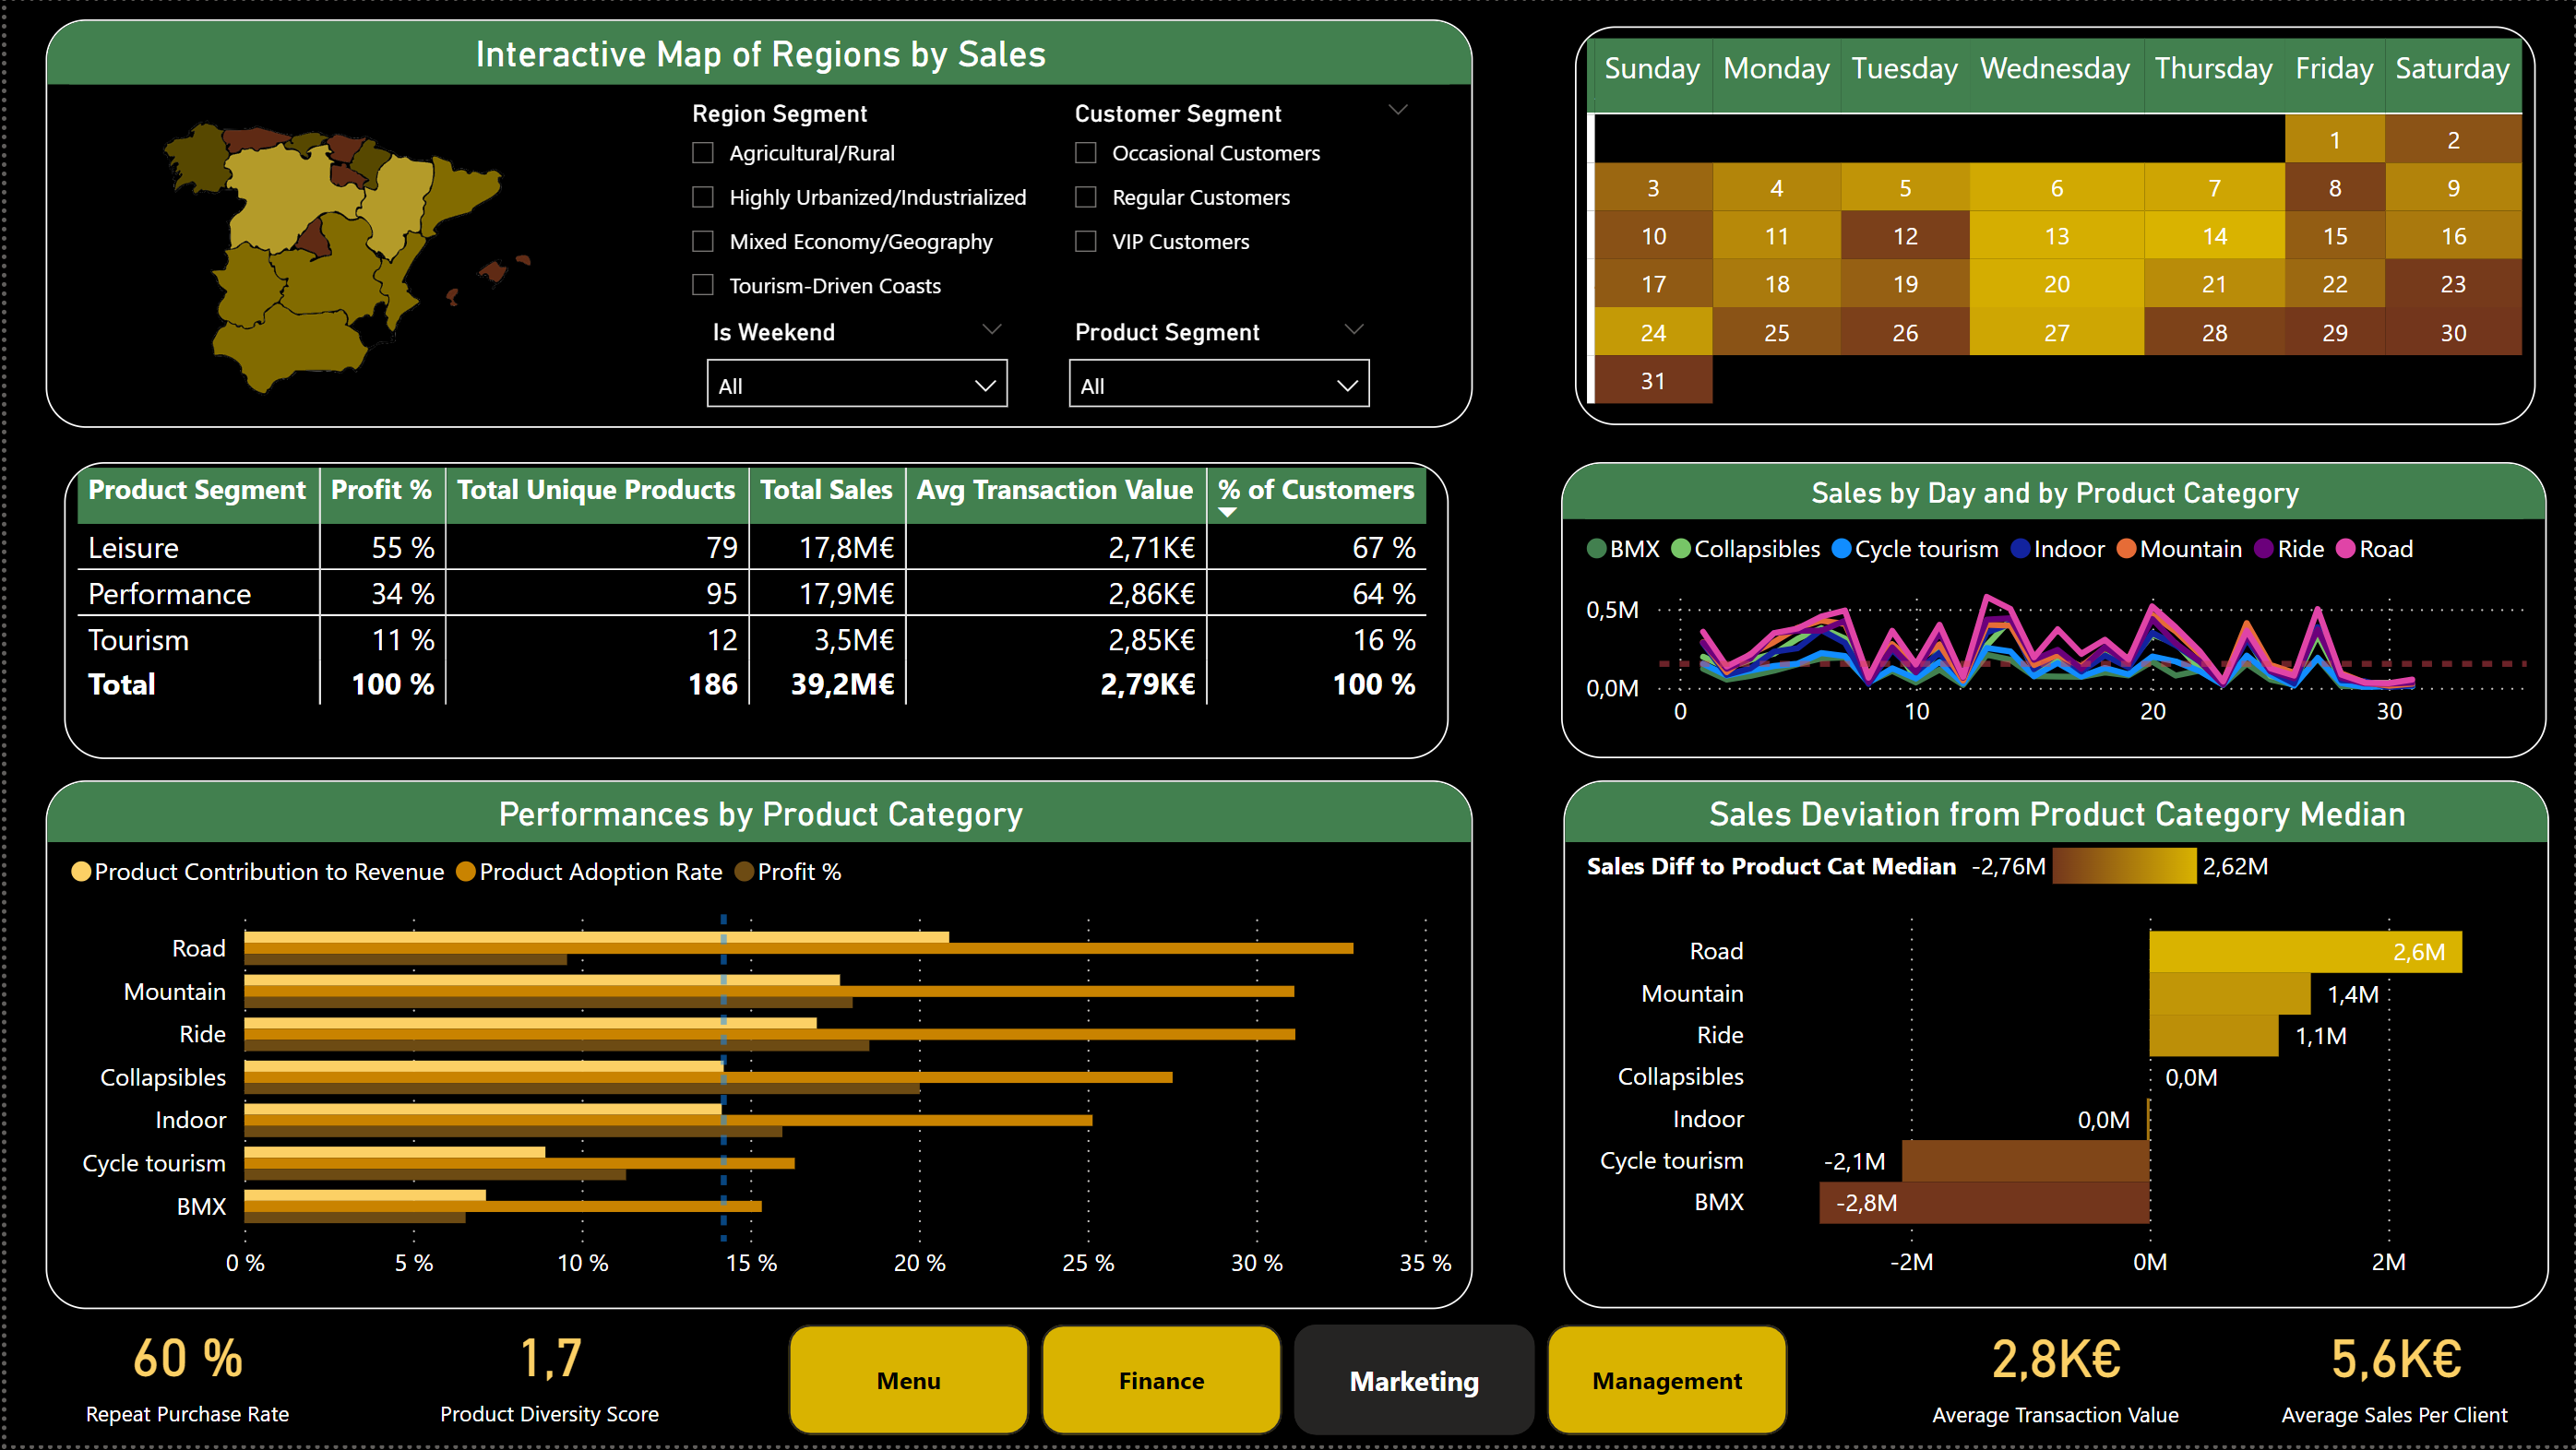 Interactive Map of Regions by Sales
Region Segment
Agricultural/Rural
Highly Urbanized/Industrialized
Mixed Economy/Geography
Tourism-Driven Coasts
Customer Segment
Occasional Customers
Regular Customers
VIP Customers
Is Weekend
All
Product Segment
All
Sunday Monday Tuesday Wednesday Thursday Friday Saturday
1 2
3 4 5 6 7 8 9
10 11 12 13 14 15 16
17 18 19 20 21 22 23
24 25 26 27 28 29 30
31
Product Segment Profit % Total Unique Products Total Sales Avg Transaction Value % of Customers
Leisure 55 % 79 17,8M€ 2,71K€ 67 %
Performance 34 % 95 17,9M€ 2,86K€ 64 %
Tourism 11 % 12 3,5M€ 2,85K€ 16 %
Total 100 % 186 39,2M€ 2,79K€ 100 %
Sales by Day and by Product Category
BMX Collapsibles Cycle tourism Indoor Mountain Ride Road
0,5M
0,0M
0 10 20 30
Performances by Product Category
Product Contribution to Revenue Product Adoption Rate Profit %
Road
Mountain
Ride
Collapsibles
Indoor
Cycle tourism
BMX
0 % 5 % 10 % 15 % 20 % 25 % 30 % 35 %
Sales Deviation from Product Category Median
Sales Diff to Product Cat Median -2,76M 2,62M
Road 2,6M
Mountain 1,4M
Ride 1,1M
Collapsibles 0,0M
Indoor 0,0M
Cycle tourism -2,1M
BMX -2,8M
-2M 0M 2M
60 %
Repeat Purchase Rate
1,7
Product Diversity Score
Menu
Finance
Marketing
Management
2,8K€
Average Transaction Value
5,6K€
Average Sales Per Client